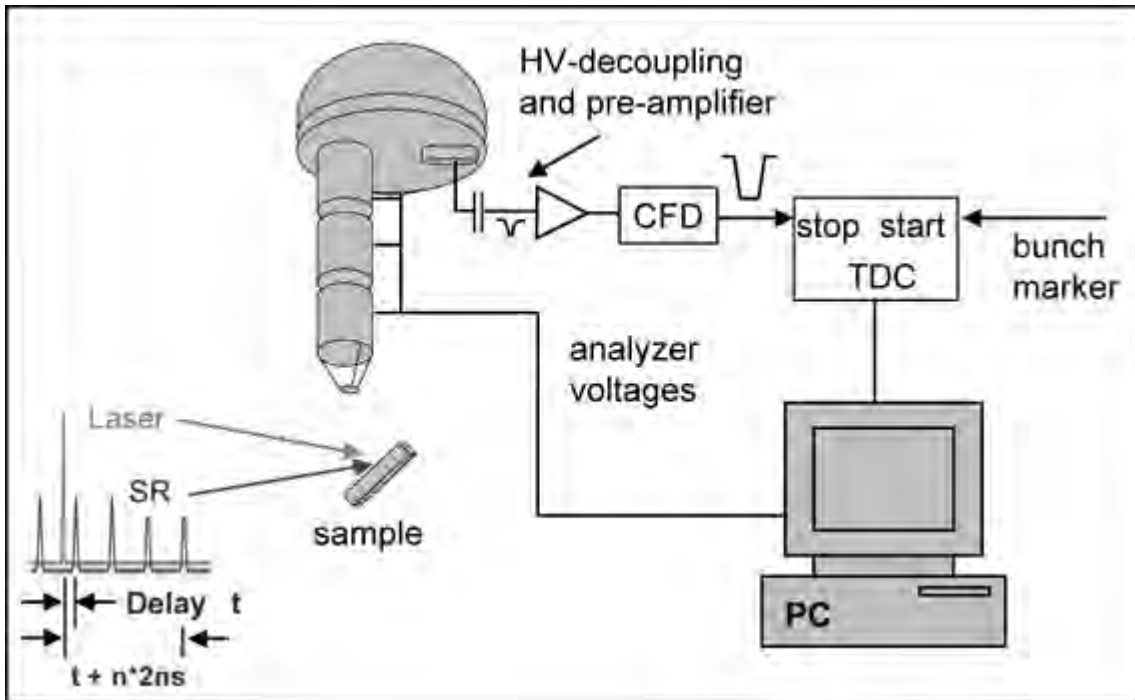 HV-decoupling
and pre-amplifier
CFD
stop start
TDC
bunch
marker
analyzer
voltages
Laser
SR
sample
Delay t
t + n*2ns
PC